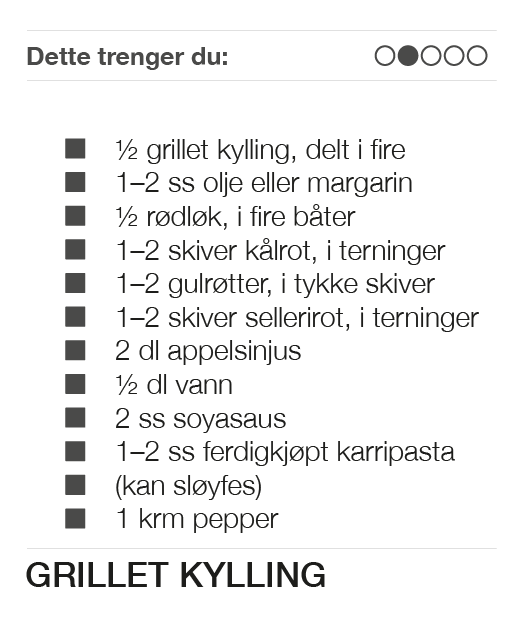 Dette trenger du:
½ grillet kylling, delt i fire
1–2 ss olje eller margarin
½ rødløk, i fire båter
1–2 skiver kålrot, i terninger
1–2 gulrøtter, i tykke skiver
1–2 skiver sellerirot, i terninger
2 dl appelsinjus
½ dl vann
2 ss soyasaus
1–2 ss ferdigkjøpt karripasta
(kan sløyfes)
1 krm pepper
GRILLET KYLLING